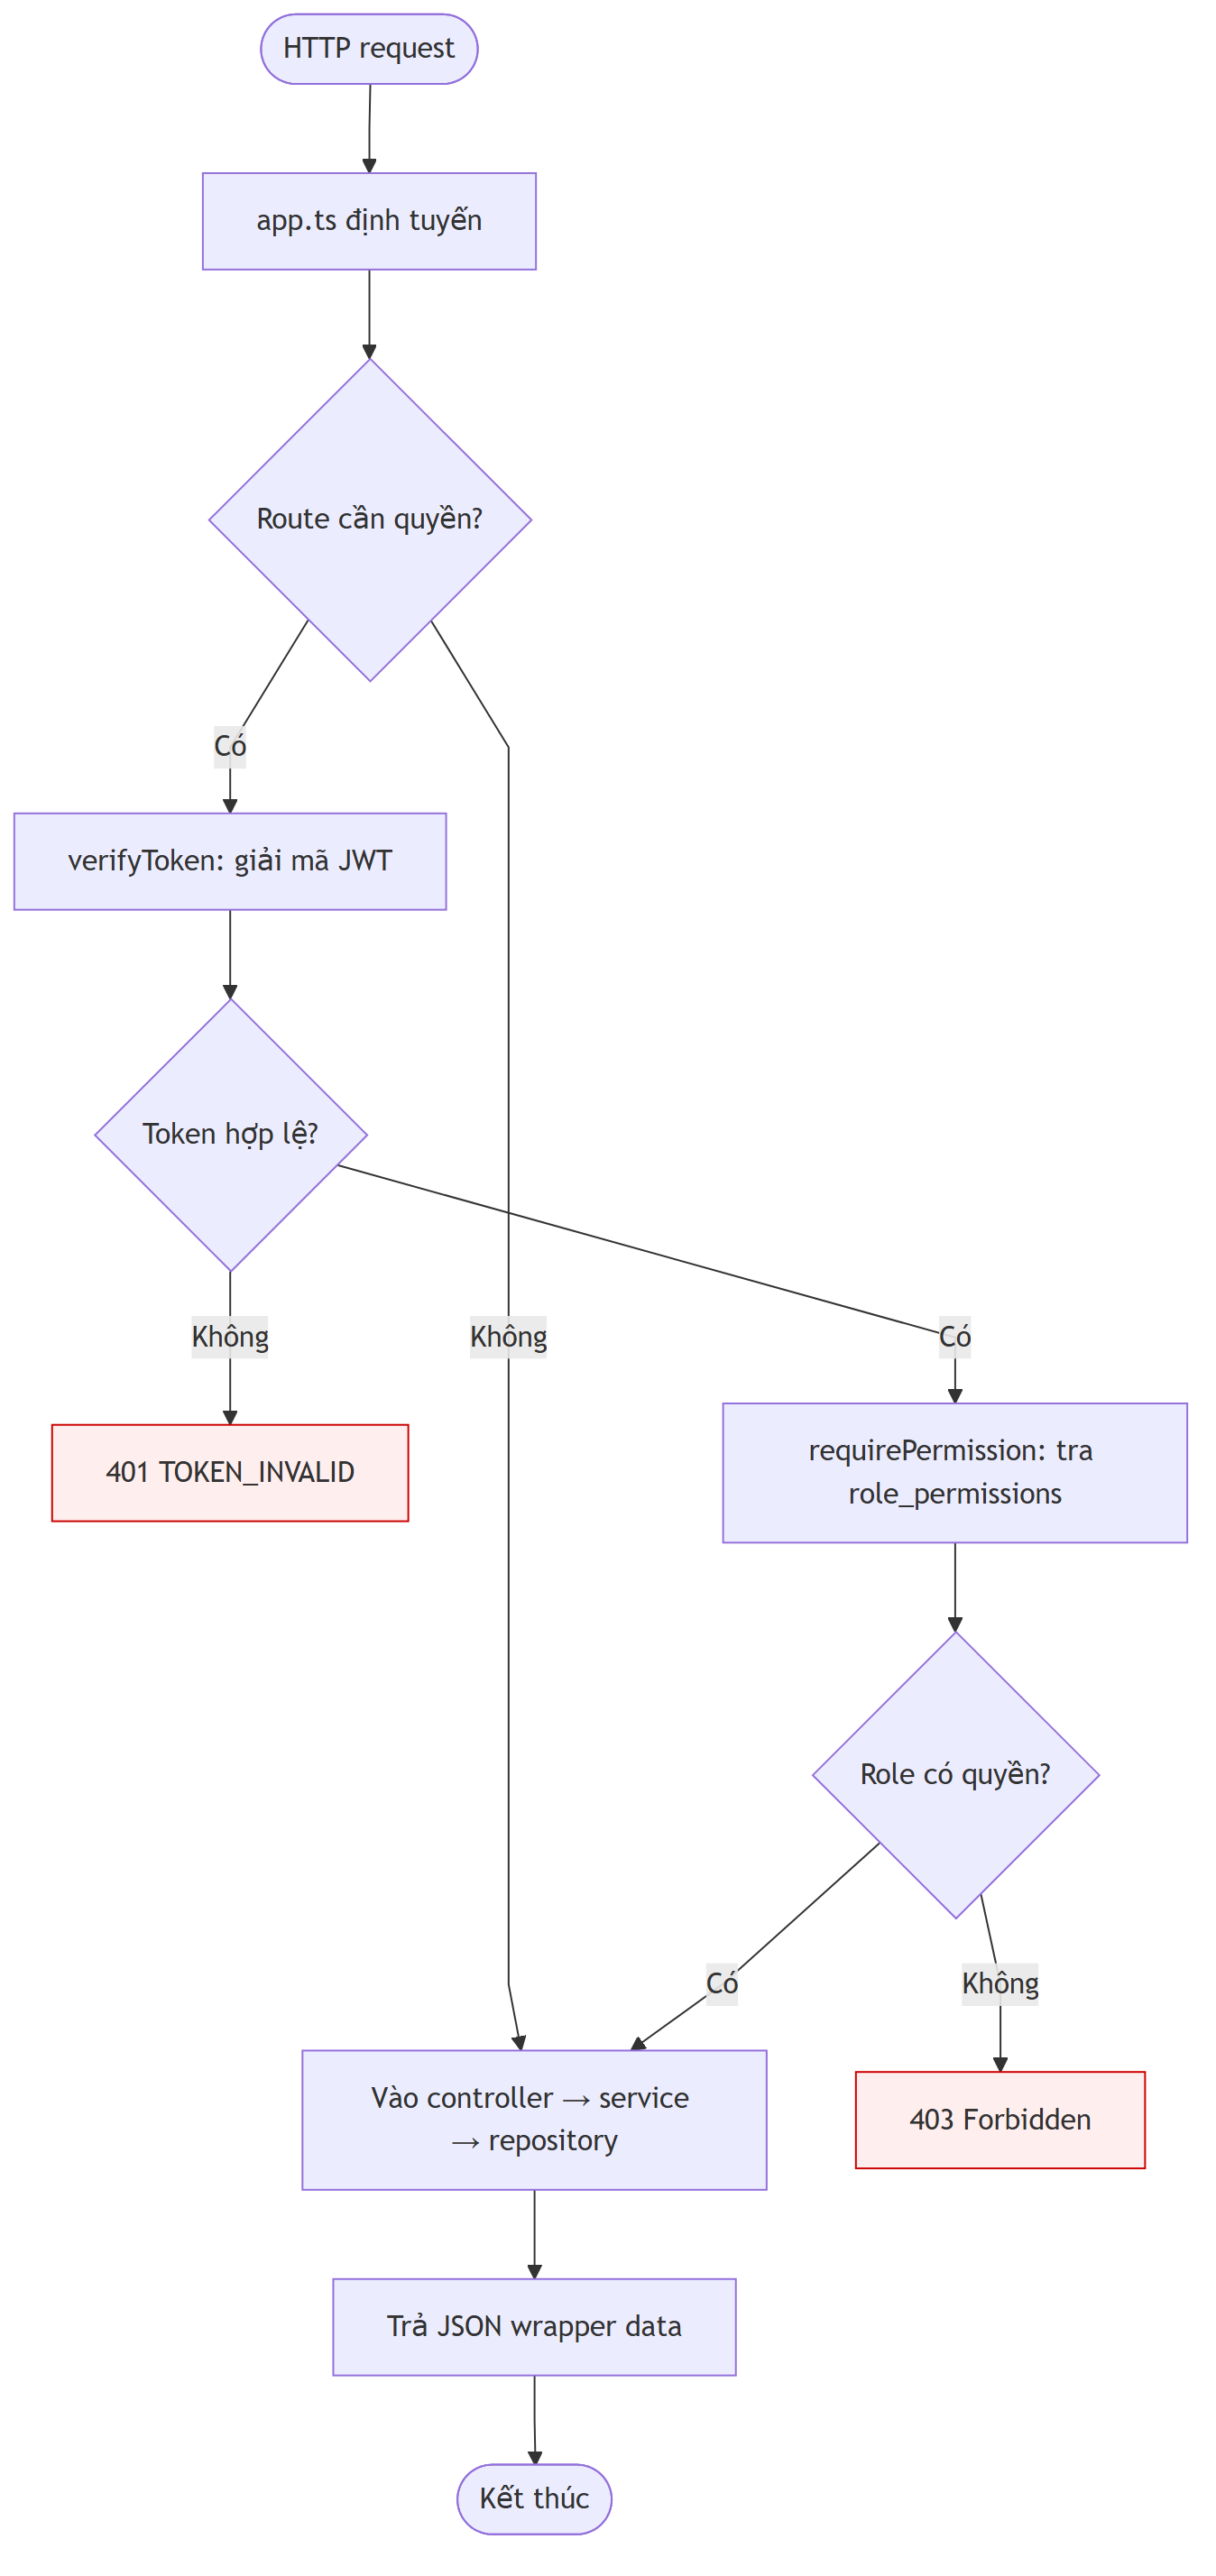 HTTP request
app.ts định tuyến
Route cần quyền?
Có
verifyToken: giải mã JWT
Token hợp lệ?
Không
Không
Có
401 TOKEN_INVALID
requirePermission: tra
role_permissions
Role có quyền?
Có
Không
Vào controller → service
→ repository
403 Forbidden
Trả JSON wrapper data
Kết thúc